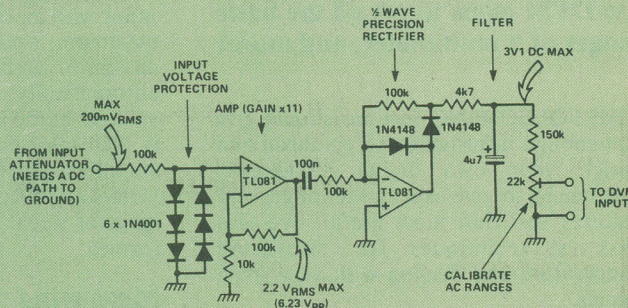 ½ WAVE
PRECISION
RECTIFIER
FILTER
3V1 DC MAX
INPUT
VOLTAGE
PROTECTION
100k
4k7
MAX
200mVRMS
AMP (GAIN x11)
1N4148
1N4148
150k
FROM INPUT
ATTENUATOR
(NEEDS A DC
PATH TO
GROUND)
100k
+
TL081
−
100n
100k
−
TL081
+
+
4u7
22k
TO DVM
INPUT
6 x 1N4001
100k
10k
2.2 VRMS MAX
(6.23 VPP)
CALIBRATE
AC RANGES